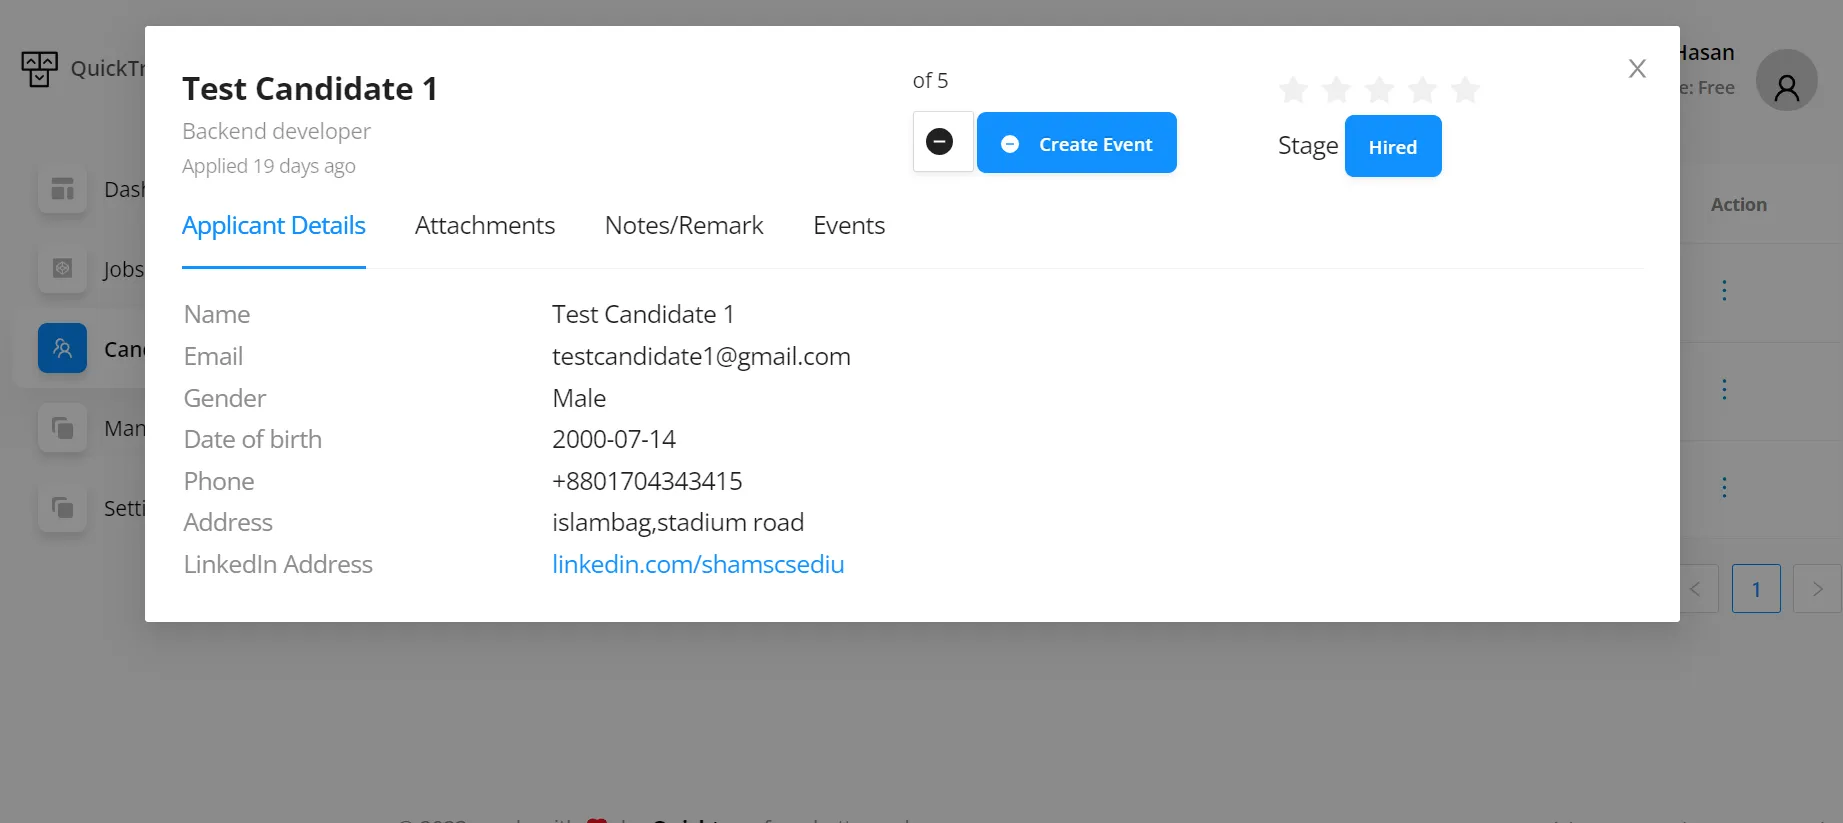 QuickTr
Hasan
e: Free
Test Candidate 1
Backend developer
Applied 19 days ago
of 5
Create Event
Stage
Hired
Applicant Details
Attachments
Notes/Remark
Events
Name
Test Candidate 1
Email
testcandidate1@gmail.com
Gender
Male
Date of birth
2000-07-14
Phone
+8801704343415
Address
islambag,stadium road
LinkedIn Address
linkedin.com/shamscsediu
Dash
Jobs
Cand
Man
Setti
Action
1